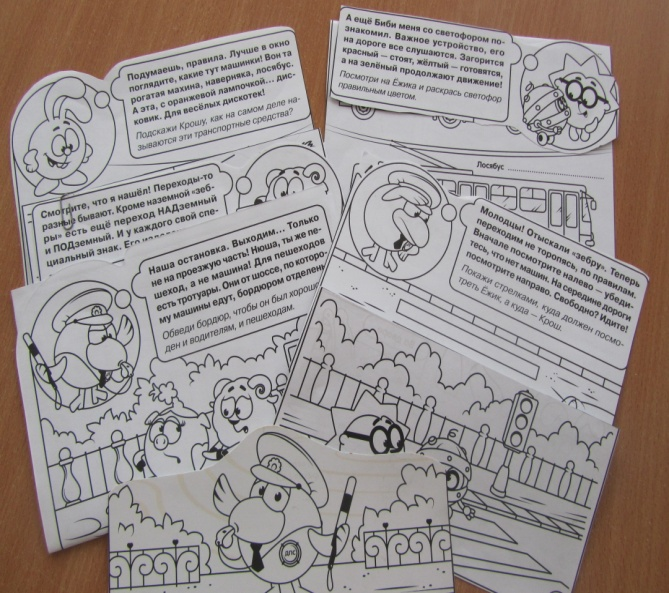 Подумаешь, правила. Лучше в окно
поглядите, какие тут машинки! Вон та
рогатая махина, наверняка, лосябус.
А эта, с оранжевой лампочкой... дис-
ковик. Для весёлых дискотек!
Подскажи Крошу, как на самом деле на-
зываются эти транспортные средства?
А ещё Биби меня со светофором по-
знакомил. Важное устройство, его
на дороге все слушаются. Загорится
красный — стоят, жёлтый — готовятся,
а на зелёный продолжают движение!
Посмотри на Ёжика и раскрась светофор
правильным цветом.
Лосябус
Смотрите, что я нашёл! Переходы-то
разные бывают. Кроме наземной «зеб-
ры» есть ещё переход НАДземный
и ПОДземный. И у каждого свой спе-
циальный знак. Его
Наша остановка. Выходим... Только
не на проезжую часть! Нюша, ты же пе-
шеход, а не машина! Для пешеходов
есть тротуары. Они от шоссе, по которо-
му машины едут, бордюром отделены
Обведи бордюр, чтобы он был хорошо
ден и водителям, и пешеходам.
Молодцы! Отыскали «зебру». Теперь
переходим не торопясь, по правилам.
Вначале посмотрите налево — убеди-
тесь, что нет машин. На середине дороги
посмотрите направо. Свободно? Идите!
Покажи стрелками, куда должен посмо-
треть Ёжик, а куда — Крош.
ДПС